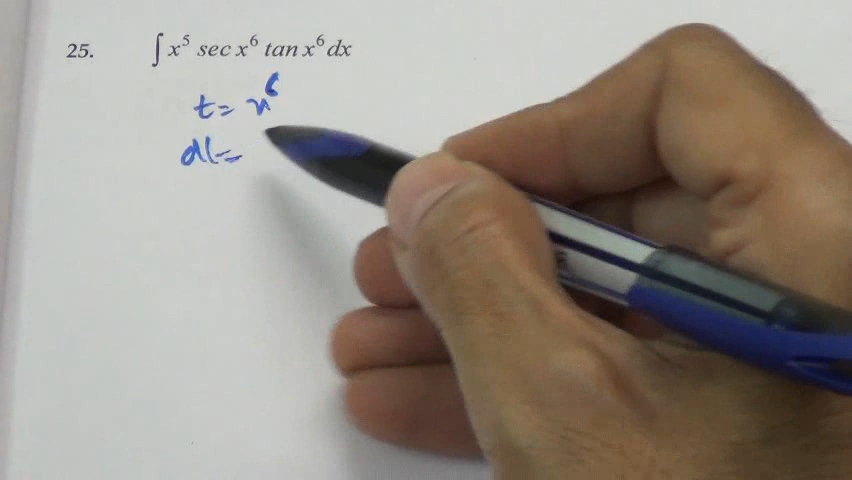 25. ∫ x⁵ sec x⁶ tan x⁶ dx
t = x⁶
dt =